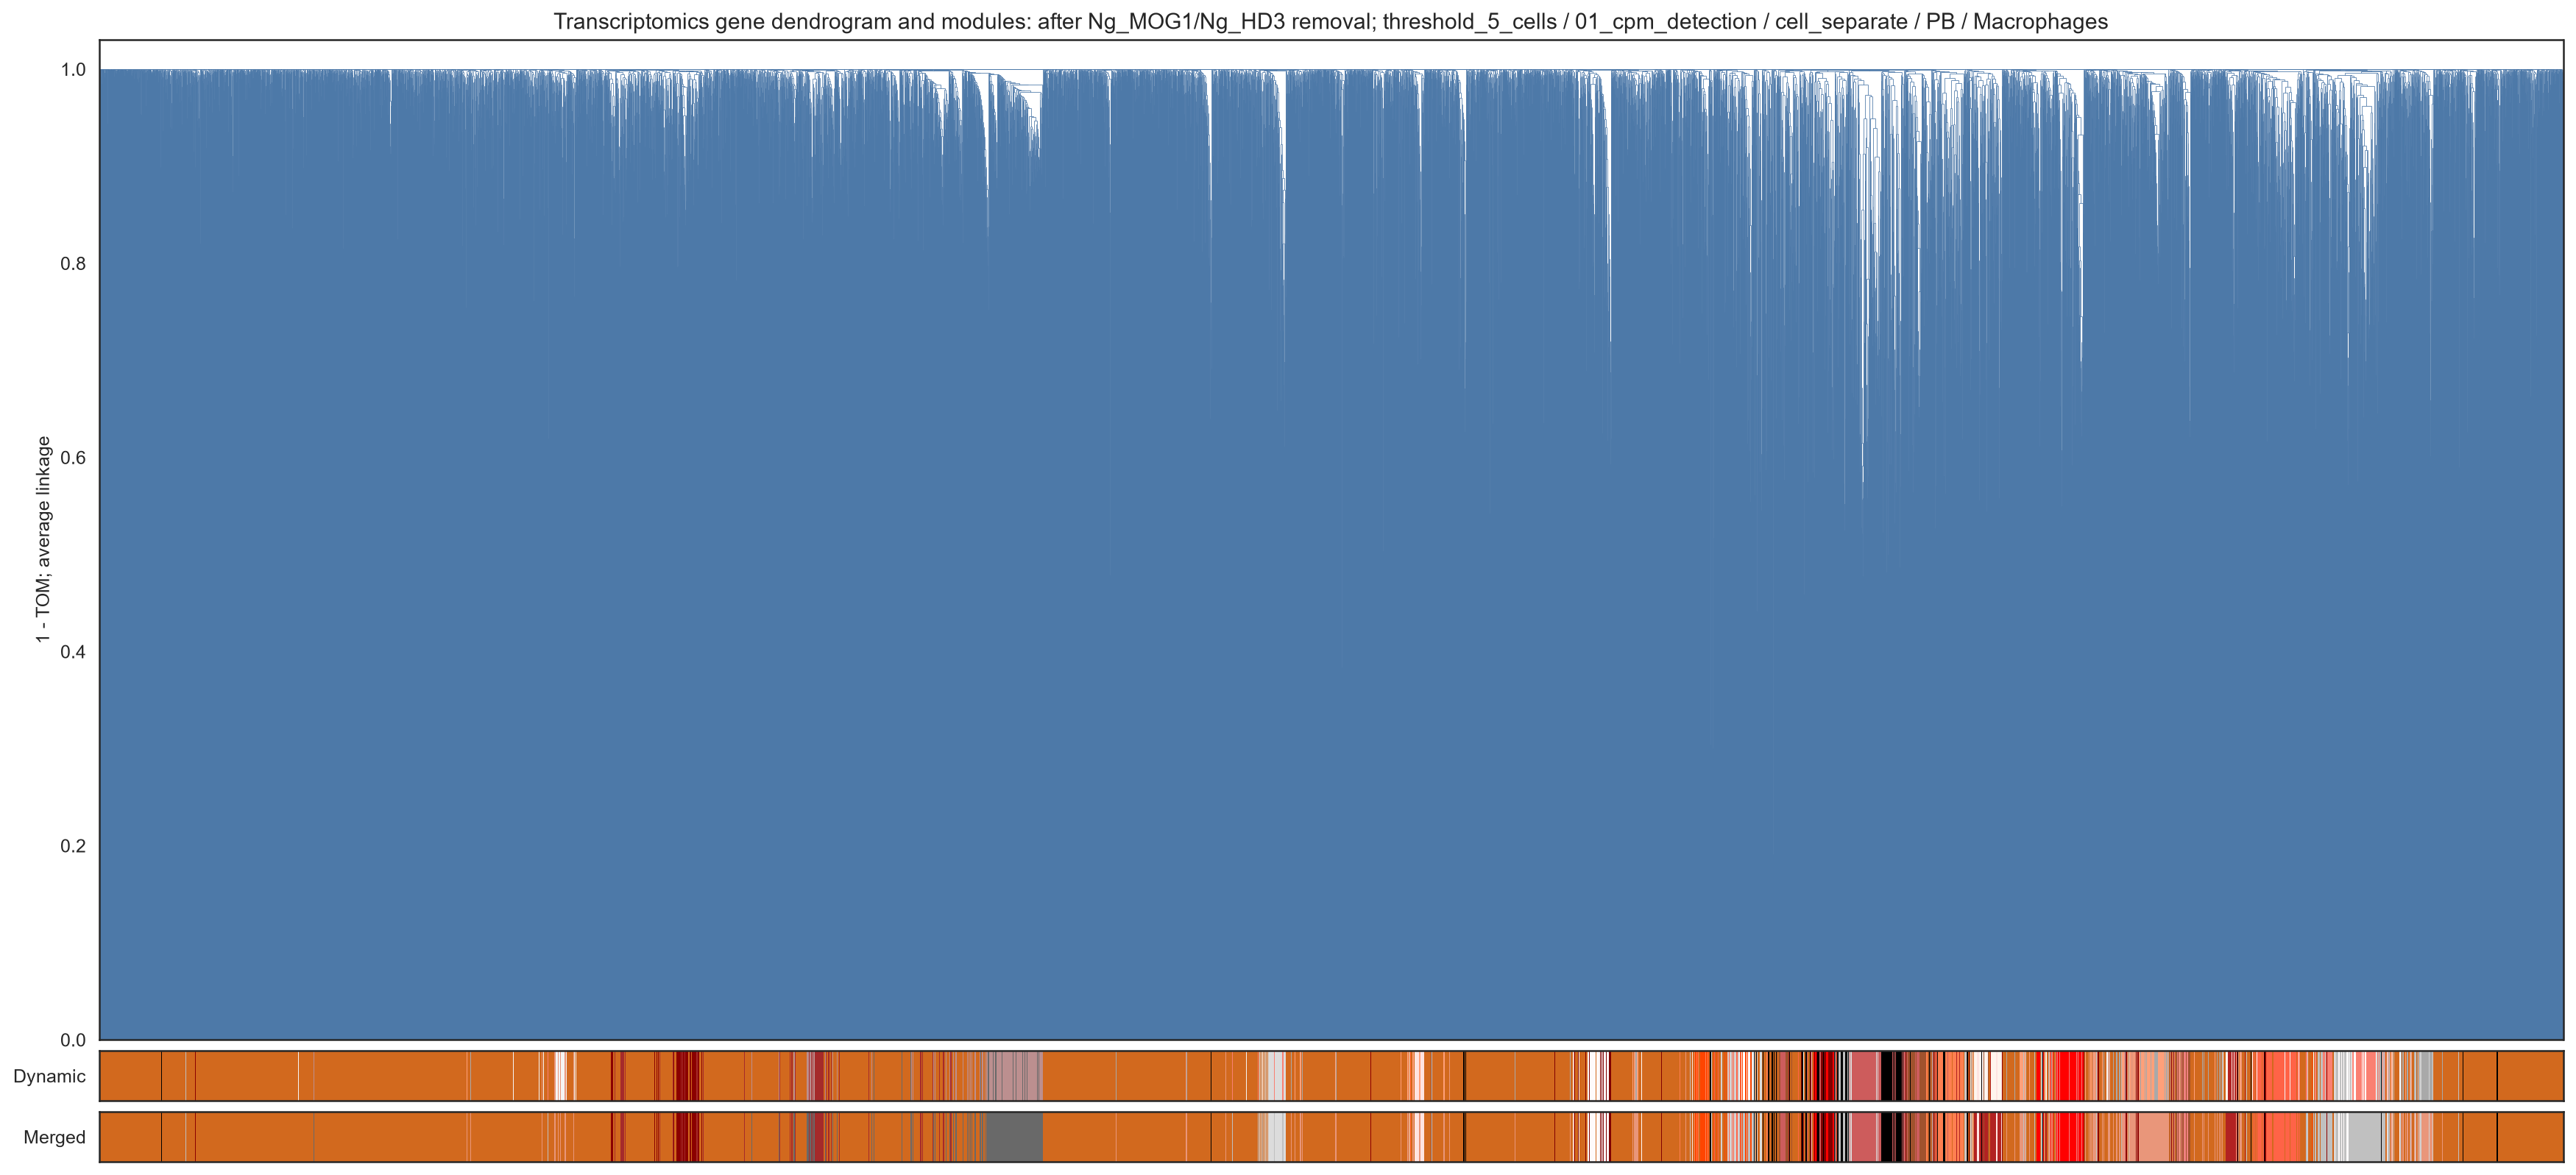 Transcriptomics gene dendrogram and modules: after Ng_MOG1/Ng_HD3 removal; threshold_5_cells / 01_cpm_detection / cell_separate / PB / Macrophages
1.0
0.8
0.6
0.4
0.2
0.0
1 - TOM; average linkage
Dynamic
Merged